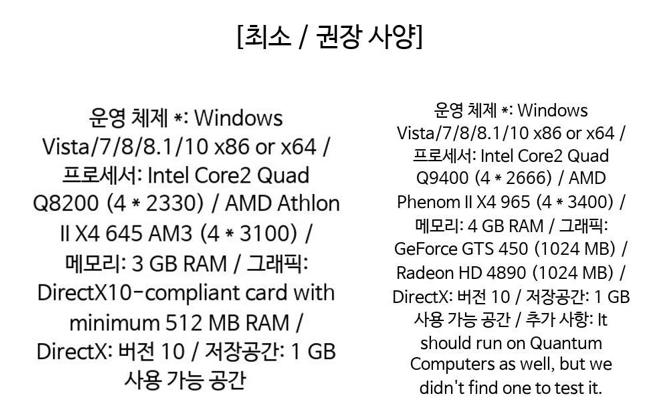 [최소 / 권장 사양]
운영 체제 *: Windows
Vista/7/8/8.1/10 x86 or x64 /
프로세서: Intel Core2 Quad
Q8200 (4 * 2330) / AMD Athlon
II X4 645 AM3 (4 * 3100) /
메모리: 3 GB RAM / 그래픽:
DirectX10-compliant card with
minimum 512 MB RAM /
DirectX: 버전 10 / 저장공간: 1 GB
사용 가능 공간
운영 체제 *: Windows
Vista/7/8/8.1/10 x86 or x64 /
프로세서: Intel Core2 Quad
Q9400 (4 * 2666) / AMD
Phenom II X4 965 (4 * 3400) /
메모리: 4 GB RAM / 그래픽:
GeForce GTS 450 (1024 MB) /
Radeon HD 4890 (1024 MB) /
DirectX: 버전 10 / 저장공간: 1 GB
사용 가능 공간 / 추가 사항: It
should run on Quantum
Computers as well, but we
didn't find one to test it.